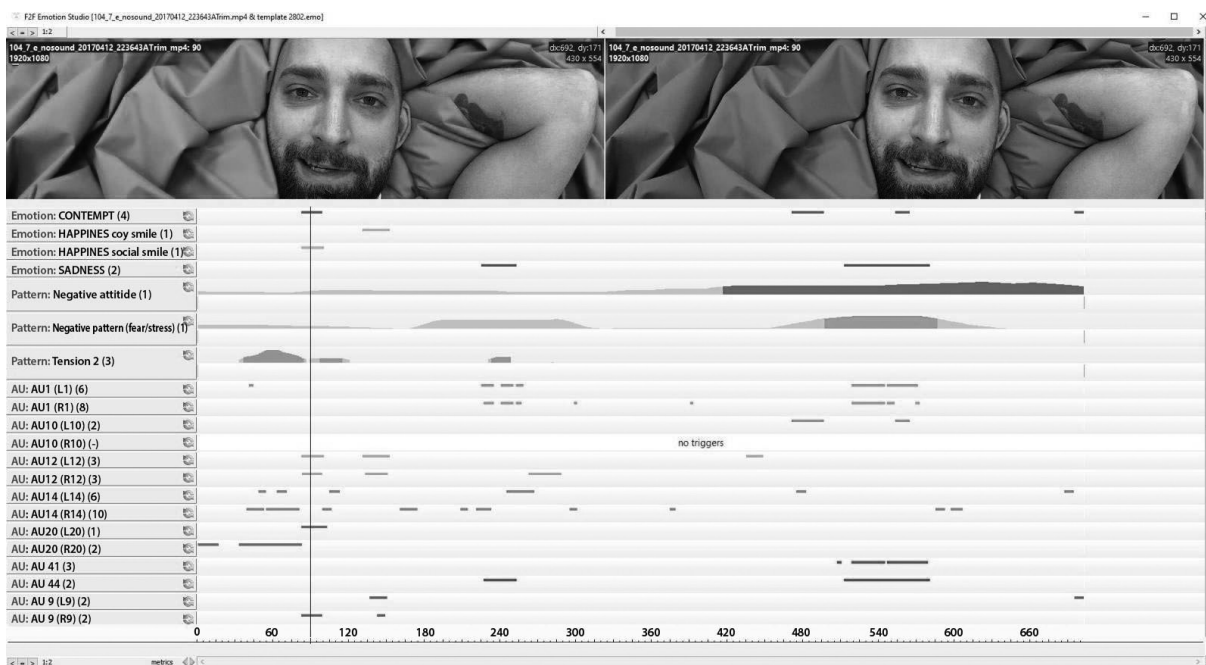 F2F Emotion Studio [104_7_e_nosound_20170412_223643ATrim.mp4 & template 2802.emo]
< = > 1:2
104_7_e_nosound_20170412_223643ATrim_mp4: 90
dx:692, dy:171
1920x1080
430 x 554
104_7_e_nosound_20170412_223643ATrim_mp4: 90
dx:692, dy:171
1920x1080
430 x 554
Emotion: CONTEMPT (4)
Emotion: HAPPINES coy smile (1)
Emotion: HAPPINES social smile (1)
Emotion: SADNESS (2)
Pattern: Negative attitide (1)
Pattern: Negative pattern (fear/stress) (1)
Pattern: Tension 2 (3)
AU: AU1 (L1) (6)
AU: AU1 (R1) (8)
AU: AU10 (L10) (2)
AU: AU10 (R10) (-)
no triggers
AU: AU12 (L12) (3)
AU: AU12 (R12) (3)
AU: AU14 (L14) (6)
AU: AU14 (R14) (10)
AU: AU20 (L20) (1)
AU: AU20 (R20) (2)
AU: AU 41 (3)
AU: AU 44 (2)
AU: AU 9 (L9) (2)
AU: AU 9 (R9) (2)
0 60 120 180 240 300 360 420 480 540 600 660
< = > 1:2 metrics